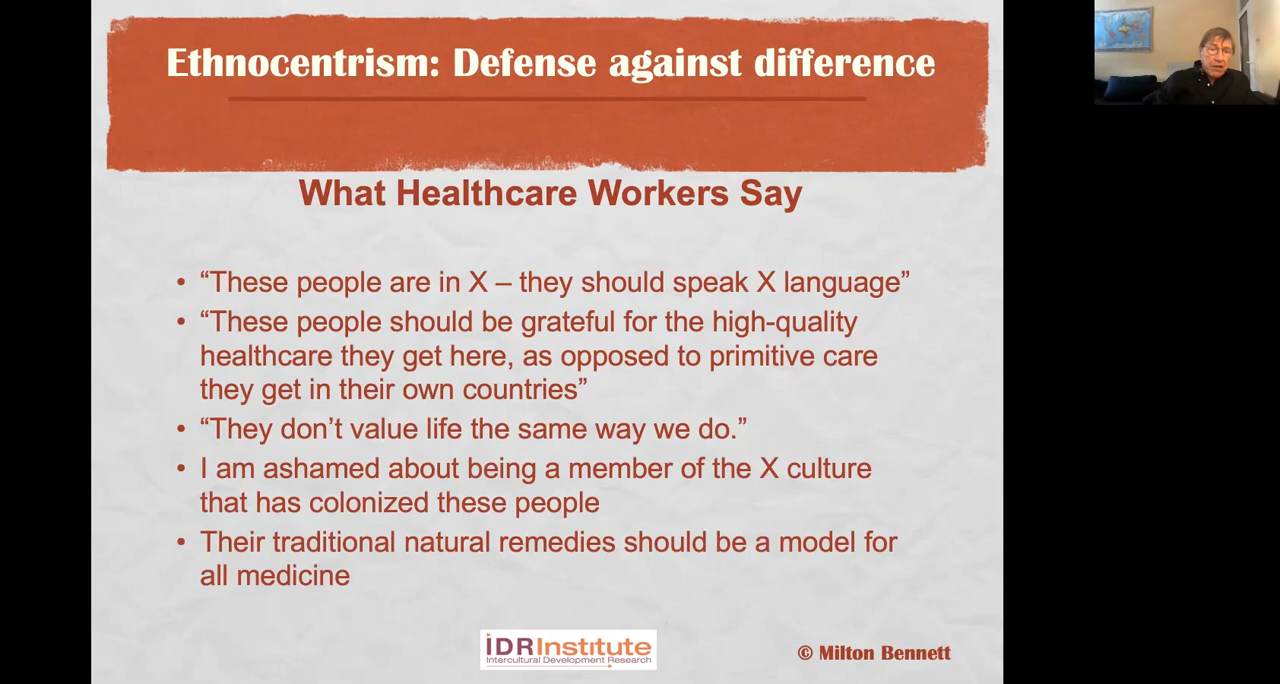 Ethnocentrism: Defense against difference
What Healthcare Workers Say
• “These people are in X – they should speak X language”
• “These people should be grateful for the high-quality
healthcare they get here, as opposed to primitive care
they get in their own countries”
• “They don’t value life the same way we do.”
• I am ashamed about being a member of the X culture
that has colonized these people
• Their traditional natural remedies should be a model for
all medicine
IDRInstitute
Intercultural Development Research
© Milton Bennett